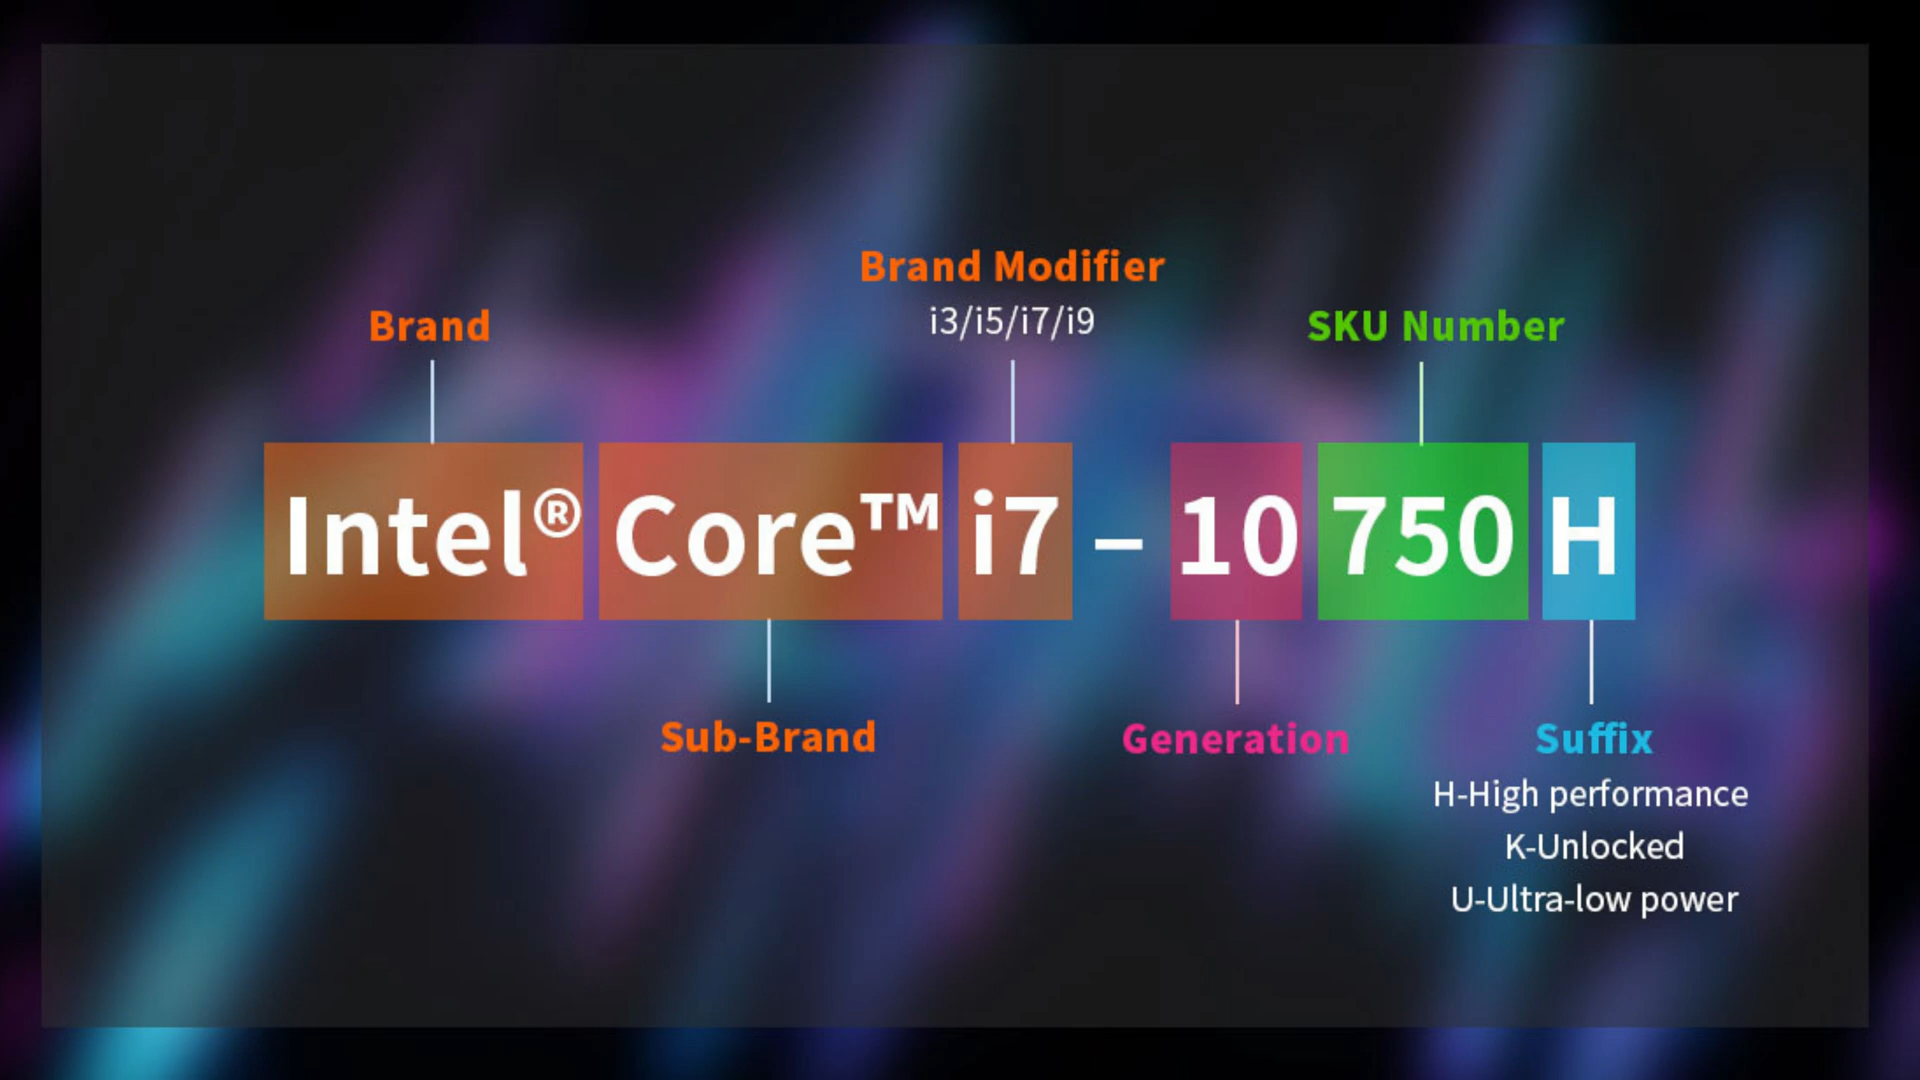 Brand Modifier
i3/i5/i7/i9
Brand
SKU Number
Intel® Core™ i7 – 10 750 H
Sub-Brand
Generation
Suffix
H-High performance
K-Unlocked
U-Ultra-low power